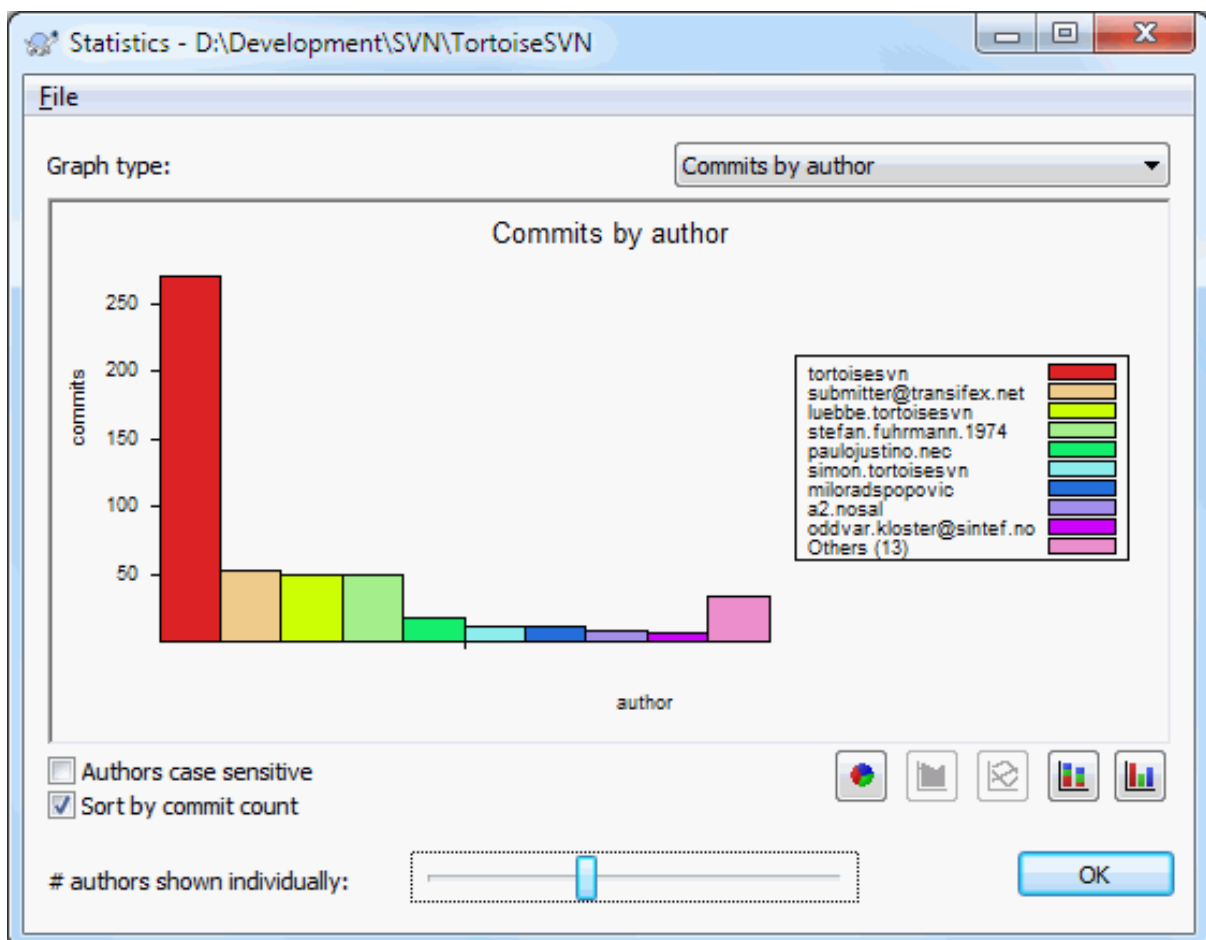 Statistics - D:\Development\SVN\TortoiseSVN
File
Graph type:
Commits by author
Commits by author
250
200
150
100
50
commits
author
tortoisesvn
submitter@transifex.net
luebbe.tortoisesvn
stefan.fuhrmann.1974
paulojustino.nec
simon.tortoisesvn
miloradspopovic
a2.nosal
oddvar.kloster@sintef.no
Others (13)
Authors case sensitive
Sort by commit count
# authors shown individually:
OK